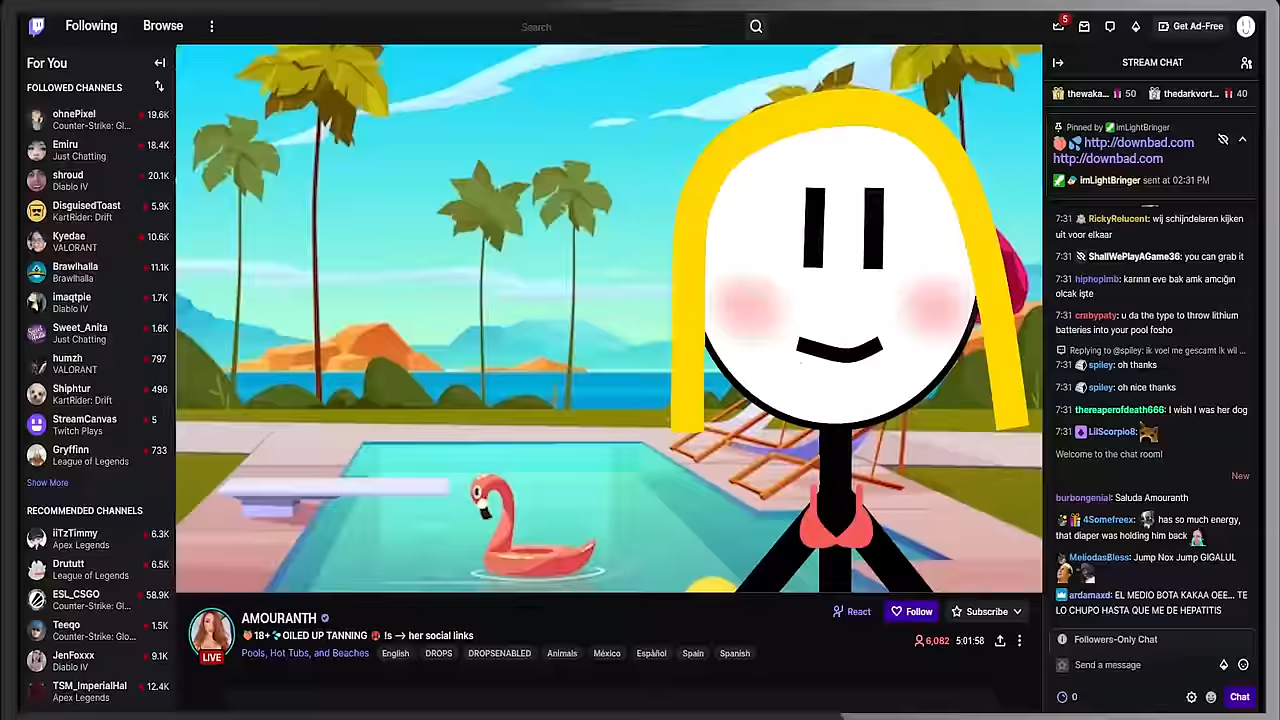 Following Browse Search 5 Get Ad-Free
For You
FOLLOWED CHANNELS
ohnePixel 19.6K
Counter-Strike: Gl...
Emiru 18.4K
Just Chatting
shroud 20.1K
Diablo IV
DisguisedToast 5.9K
KartRider: Drift
Kyedae 10.6K
VALORANT
Brawlhalla 11.1K
Brawlhalla
imaqtpie 1.7K
Diablo IV
Sweet_Anita 1.6K
Just Chatting
humzh 797
VALORANT
Shiphtur 496
KartRider: Drift
StreamCanvas 5
Twitch Plays
Gryffinn 733
League of Legends
Show More
RECOMMENDED CHANNELS
iiTzTimmy 6.3K
Apex Legends
Drututt 6.5K
League of Legends
ESL_CSGO 58.9K
Counter-Strike: Gl...
Teeqo 1.5K
Counter-Strike: Glo...
JenFoxxx 9.1K
Diablo IV
TSM_ImperialHal 12.4K
Apex Legends
AMOURANTH
React Follow Subscribe
18+ OILED UP TANNING !s → her social links
LIVE
6,082 5:01:58
Pools, Hot Tubs, and Beaches English DROPS DROPSENABLED Animals México Español Spain Spanish
STREAM CHAT
thewaka... 50 thedarkvort... 40
Pinned by imLightBringer
http://downbad.com
http://downbad.com
imLightBringer sent at 02:31 PM
7:31 RickyRelucent: wij schijndelaren kijken
uit voor elkaar
7:31 ShallWePlayAGame36: you can grab it
7:31 hiphopimb: karının eve bak amk amcığın
olcak işte
7:31 crabypaty: u da the type to throw lithium
batteries into your pool fosho
Replying to @spiley: ik voel me gescamt ik wil ...
7:31 spiley: oh thanks
7:31 spiley: oh nice thanks
7:31 thereaperofdeath666: I wish I was her dog
7:31 LilScorpio8:
Welcome to the chat room!
New
burbongenial: Saluda Amouranth
4Somefreex: has so much energy,
that diaper was holding him back
MeliodasBless: Jump Nox Jump GIGALUL
ardamaxd: EL MEDIO BOTA KAKAA OEE... TE
LO CHUPO HASTA QUE ME DE HEPATITIS
Followers-Only Chat
Send a message
0 Chat